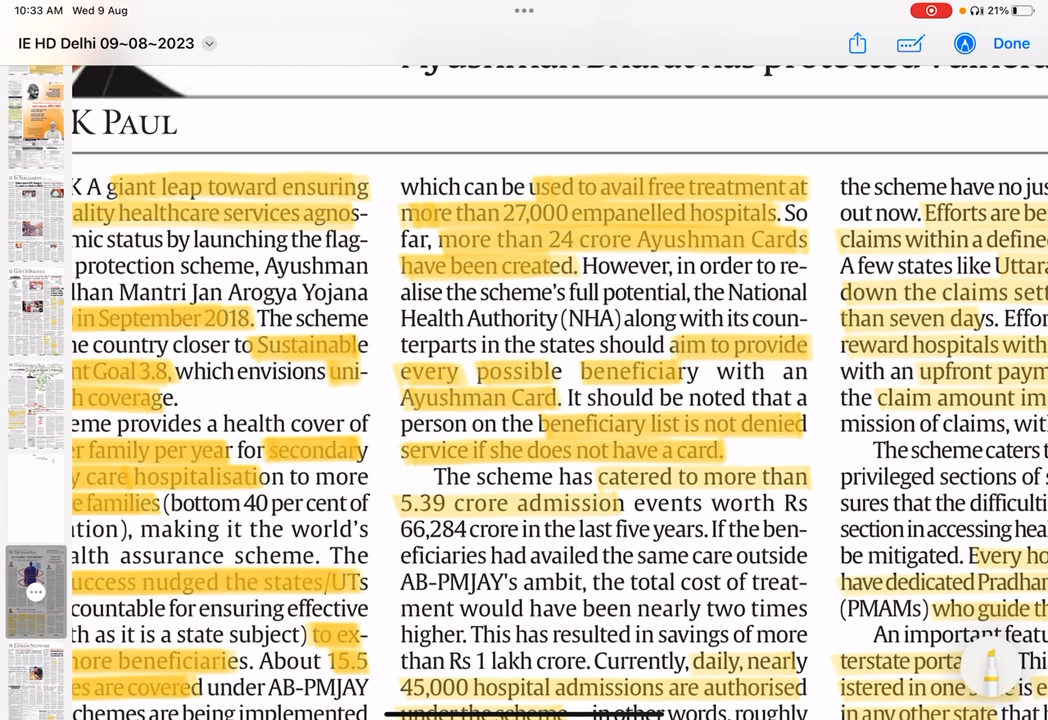 10:33 AM Wed 9 Aug
21%
IE HD Delhi 09~08~2023
Done
K PAUL
K A giant leap toward ensuring
ality healthcare services agnos-
mic status by launching the flag-
protection scheme, Ayushman
han Mantri Jan Arogya Yojana
in September 2018. The scheme
e country closer to Sustainable
nt Goal 3.8, which envisions uni-
h coverage.
eme provides a health cover of
r family per year for secondary
y care hospitalisation to more
e families (bottom 40 per cent of
tion), making it the world's
alth assurance scheme. The
uccess nudged the states/UTs
countable for ensuring effective
th as it is a state subject) to ex-
ore beneficiaries. About 15.5
es are covered under AB-PMJAY
chemes are being implemented
which can be used to avail free treatment at
more than 27,000 empanelled hospitals. So
far, more than 24 crore Ayushman Cards
have been created. However, in order to re-
alise the scheme's full potential, the National
Health Authority (NHA) along with its coun-
terparts in the states should aim to provide
every possible beneficiary with an
Ayushman Card. It should be noted that a
person on the beneficiary list is not denied
service if she does not have a card.
The scheme has catered to more than
5.39 crore admission events worth Rs
66,284 crore in the last five years. If the ben-
eficiaries had availed the same care outside
AB-PMJAY's ambit, the total cost of treat-
ment would have been nearly two times
higher. This has resulted in savings of more
than Rs 1 lakh crore. Currently, daily, nearly
45,000 hospital admissions are authorised
under the scheme — in other words, roughly
the scheme have no jus
out now. Efforts are be
claims within a define
A few states like Uttara
down the claims sett
than seven days. Effor
reward hospitals with
with an upfront paym
the claim amount im
mission of claims, wit
The scheme caters t
privileged sections of s
sures that the difficulti
section in accessing hea
be mitigated. Every ho
have dedicated Pradhan
(PMAMs) who guide th
An important featu
terstate porta Thi
istered in one is e
in any other state that h